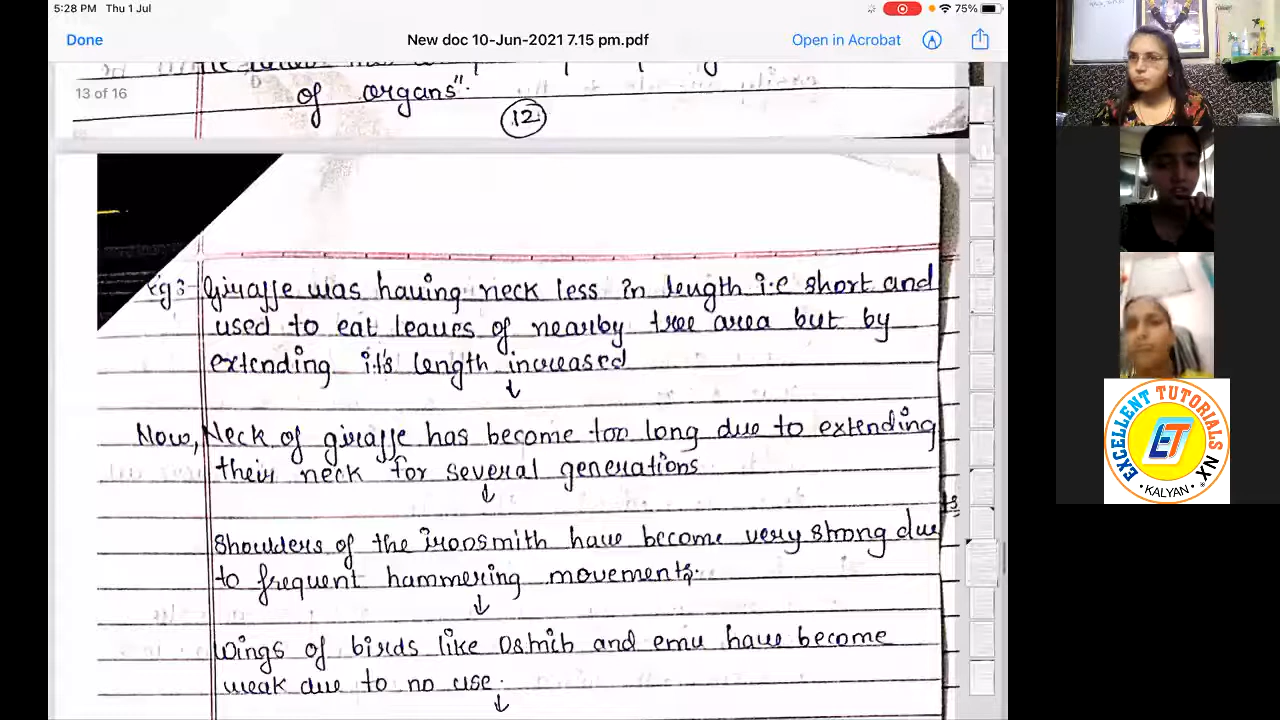 5:28 PM Thu 1 Jul
75%
Done
New doc 10-Jun-2021 7.15 pm.pdf
Open in Acrobat
13 of 16
of organs"
12
Eg:- Giraffe was having neck less in length i.e short and
used to eat leaves of nearby tree area but by
extending it's length increased
↓
Now, Neck of giraffe has become too long due to extending
their neck for several generations
↓
Shoulders of the ironsmith have become very strong due
to frequent hammering movements.
↓
Wings of birds like Ostrich and emu have become
weak due to no use.
↓
EXCELLENT TUTORIALS NX
ET
• KALYAN •